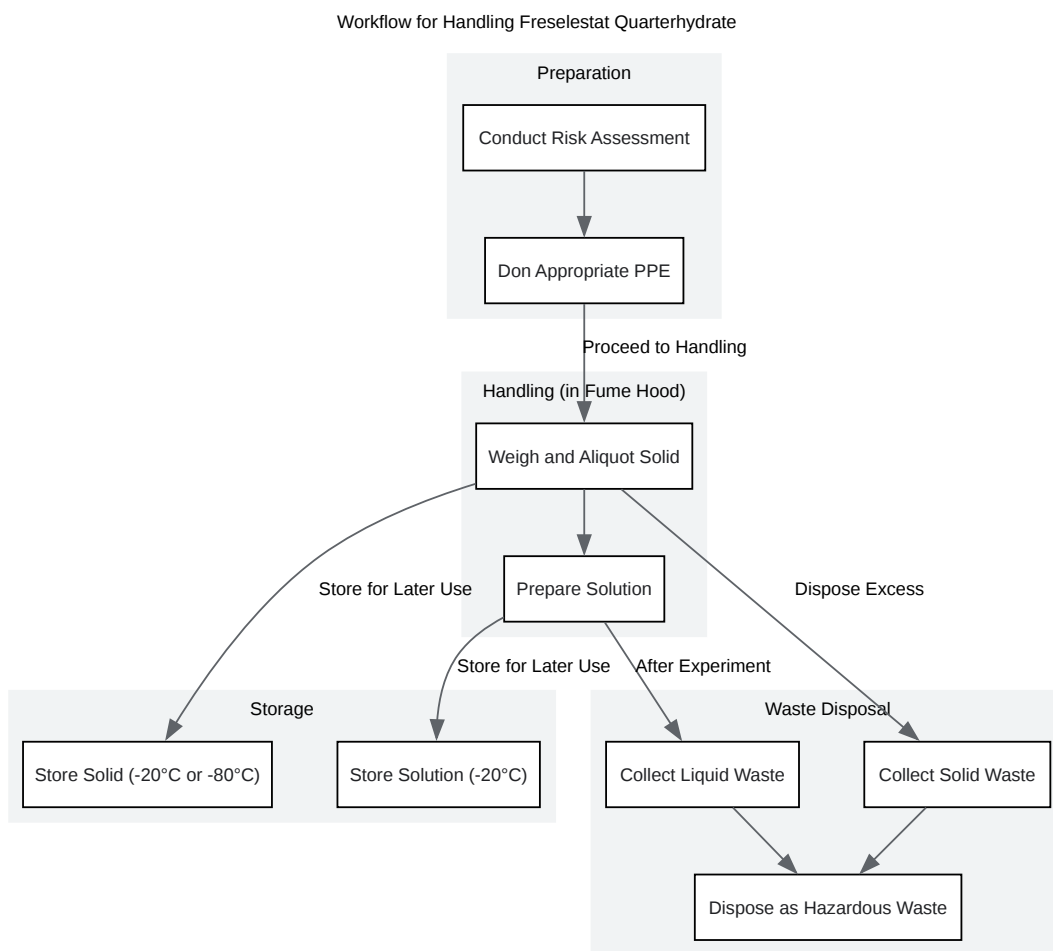 Workflow for Handling Freselestat Quarterhydrate
Preparation
Conduct Risk Assessment
Don Appropriate PPE
Proceed to Handling
Handling (in Fume Hood)
Weigh and Aliquot Solid
Store for Later Use
Prepare Solution
Dispose Excess
Store for Later Use
After Experiment
Storage
Waste Disposal
Store Solid (-20°C or -80°C)
Store Solution (-20°C)
Collect Liquid Waste
Collect Solid Waste
Dispose as Hazardous Waste